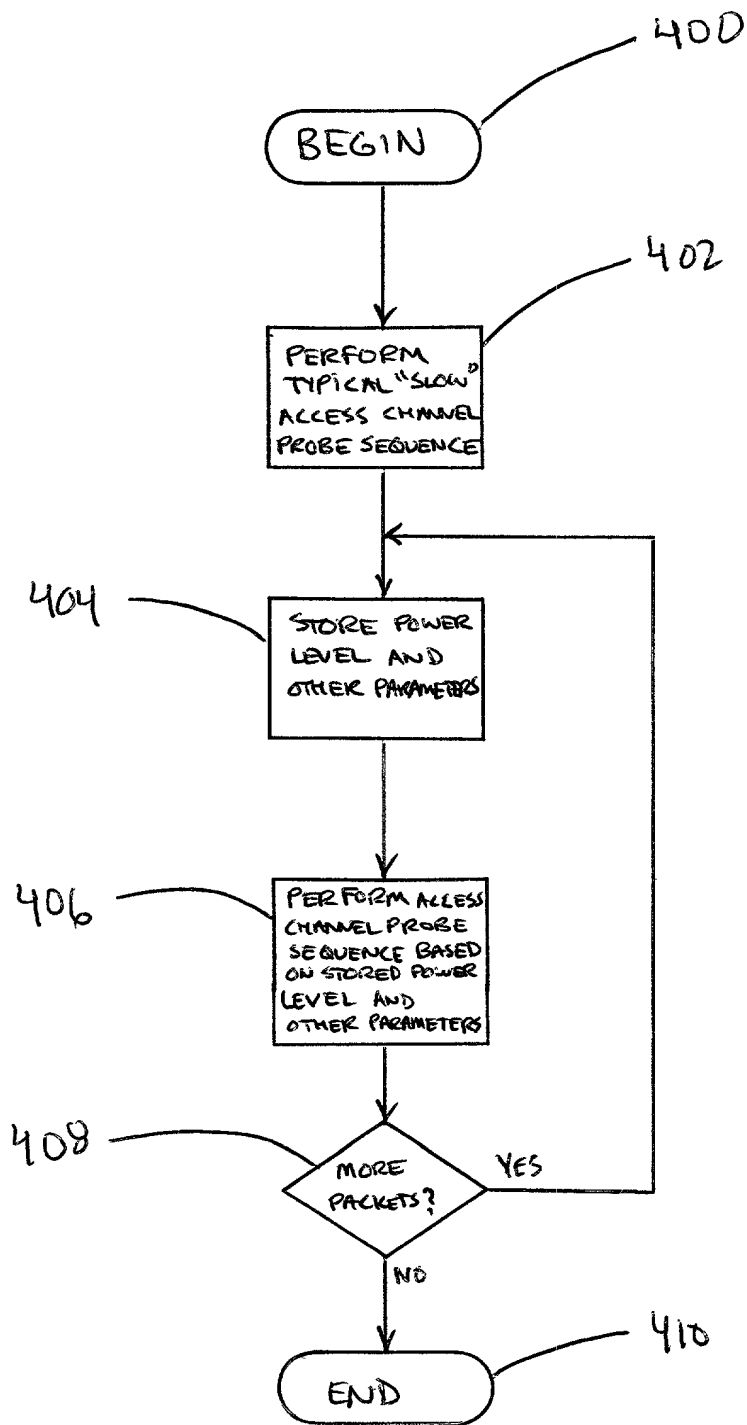 400
BEGIN
402
PERFORM
TYPICAL "SLOW"
ACCESS CHANNEL
PROBE SEQUENCE
404
STORE POWER
LEVEL AND
OTHER PARAMETERS
406
PERFORM ACCESS
CHANNEL PROBE
SEQUENCE BASED
ON STORED POWER
LEVEL AND
OTHER PARAMETERS
408
MORE
PACKETS?
YES
NO
410
END